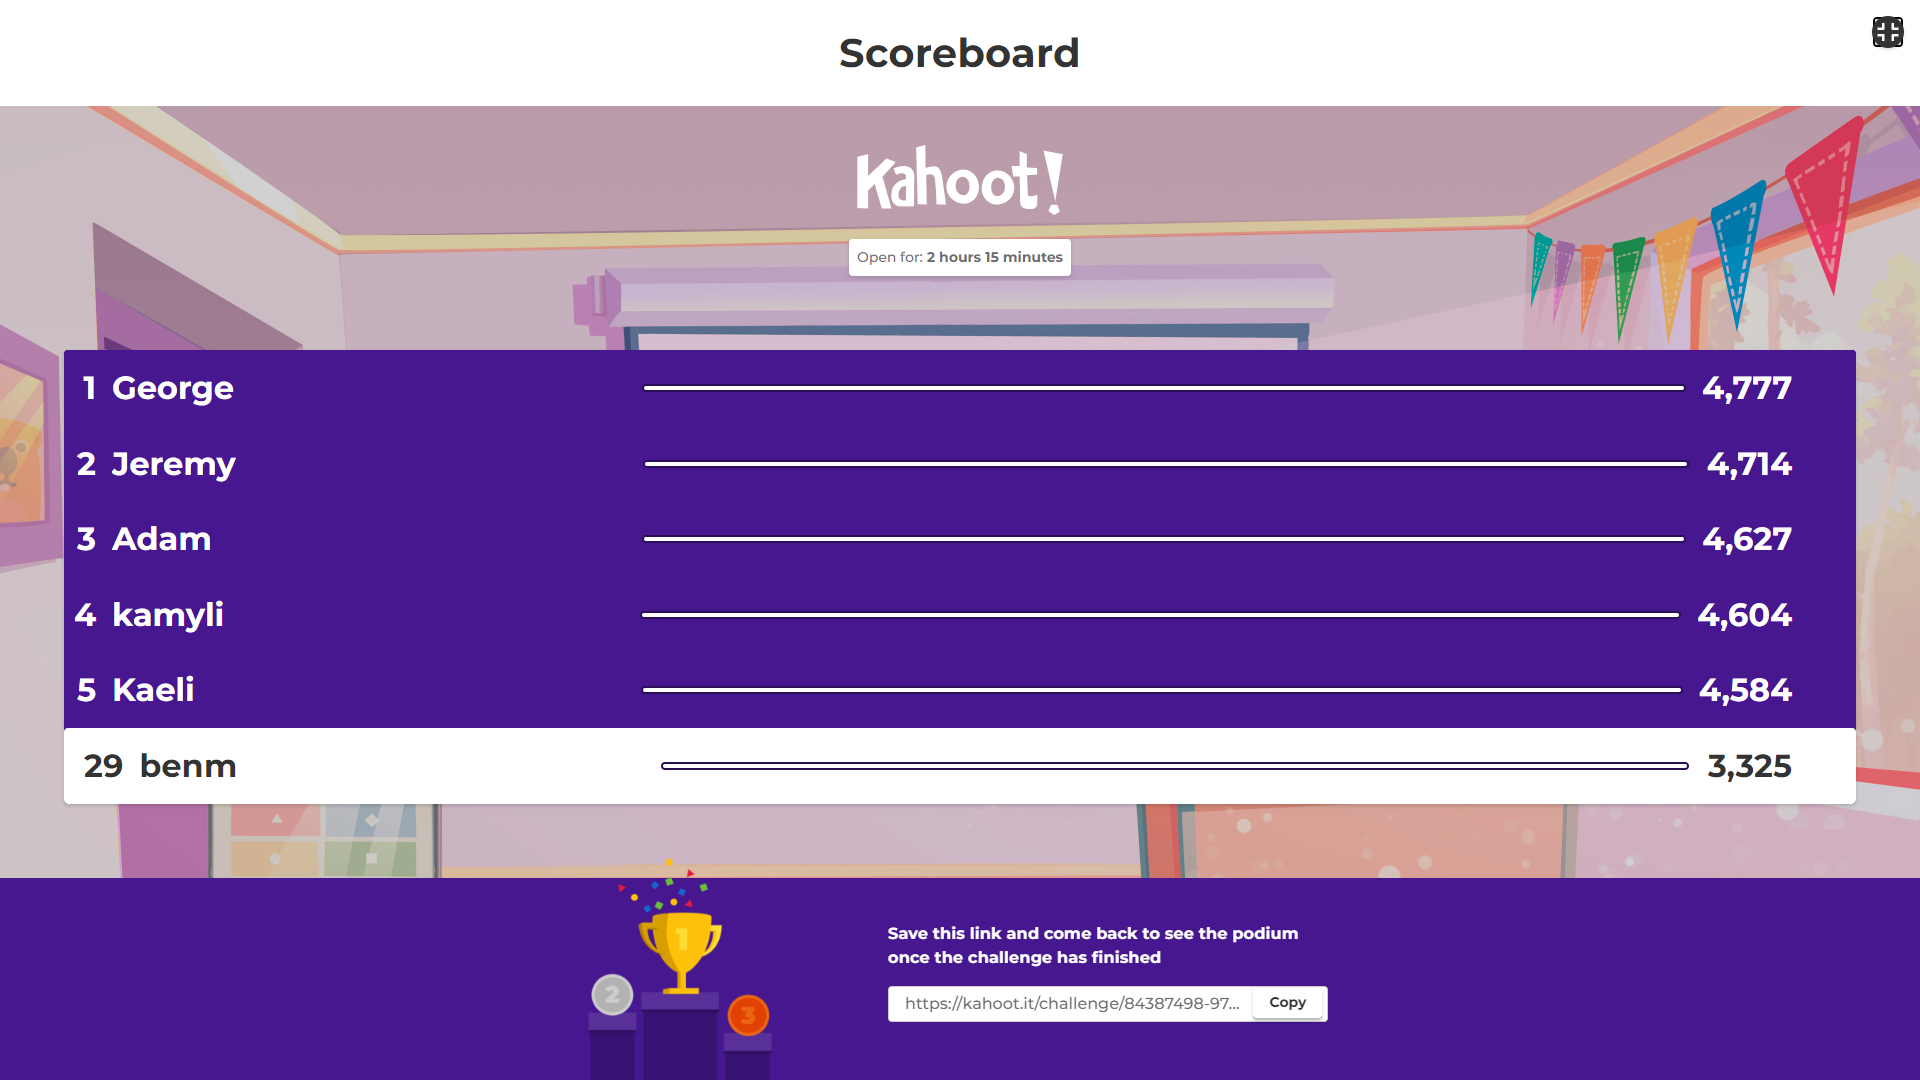 Scoreboard
Kahoot!
Open for: 2 hours 15 minutes
1 George 4,777
2 Jeremy 4,714
3 Adam 4,627
4 kamyli 4,604
5 Kaeli 4,584
29 benm 3,325
1
2
3
Save this link and come back to see the podium
once the challenge has finished
https://kahoot.it/challenge/84387498-97... Copy